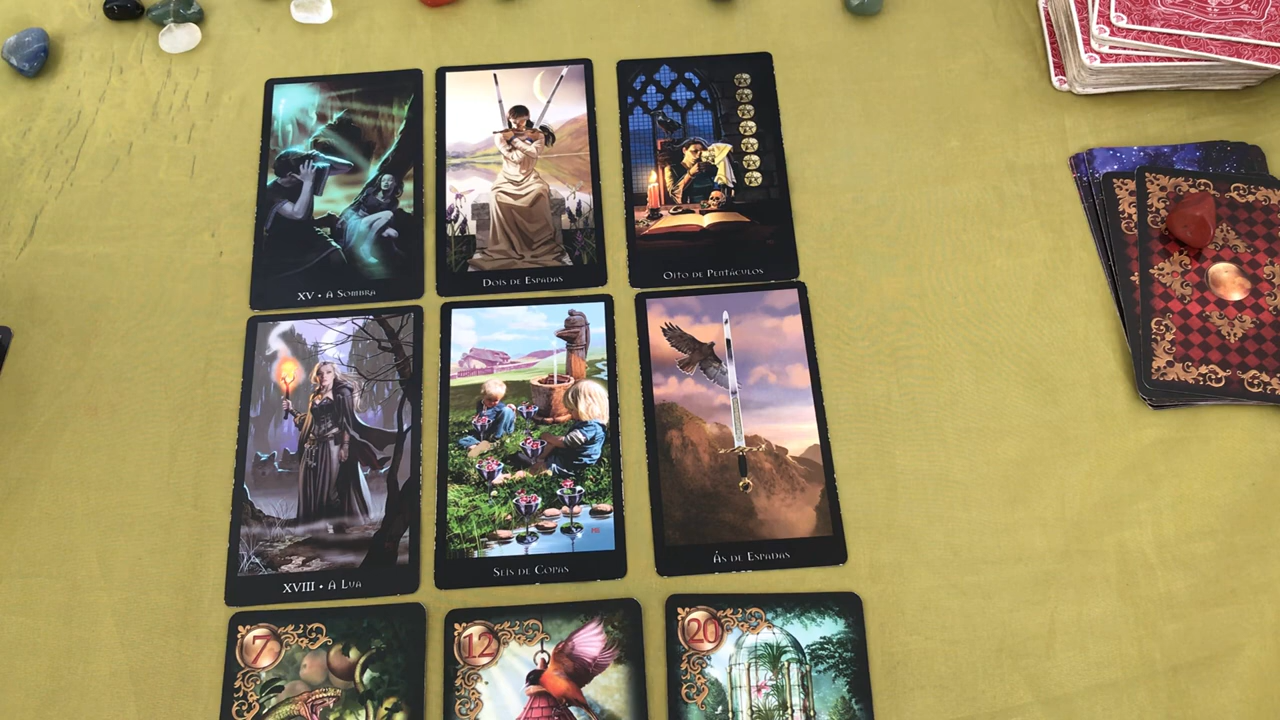 XV • A Sombra
Dois de Espadas
Oito de Pentáculos
XVIII • A Lua
Seis de Copas
Ás de Espadas
7
12
20